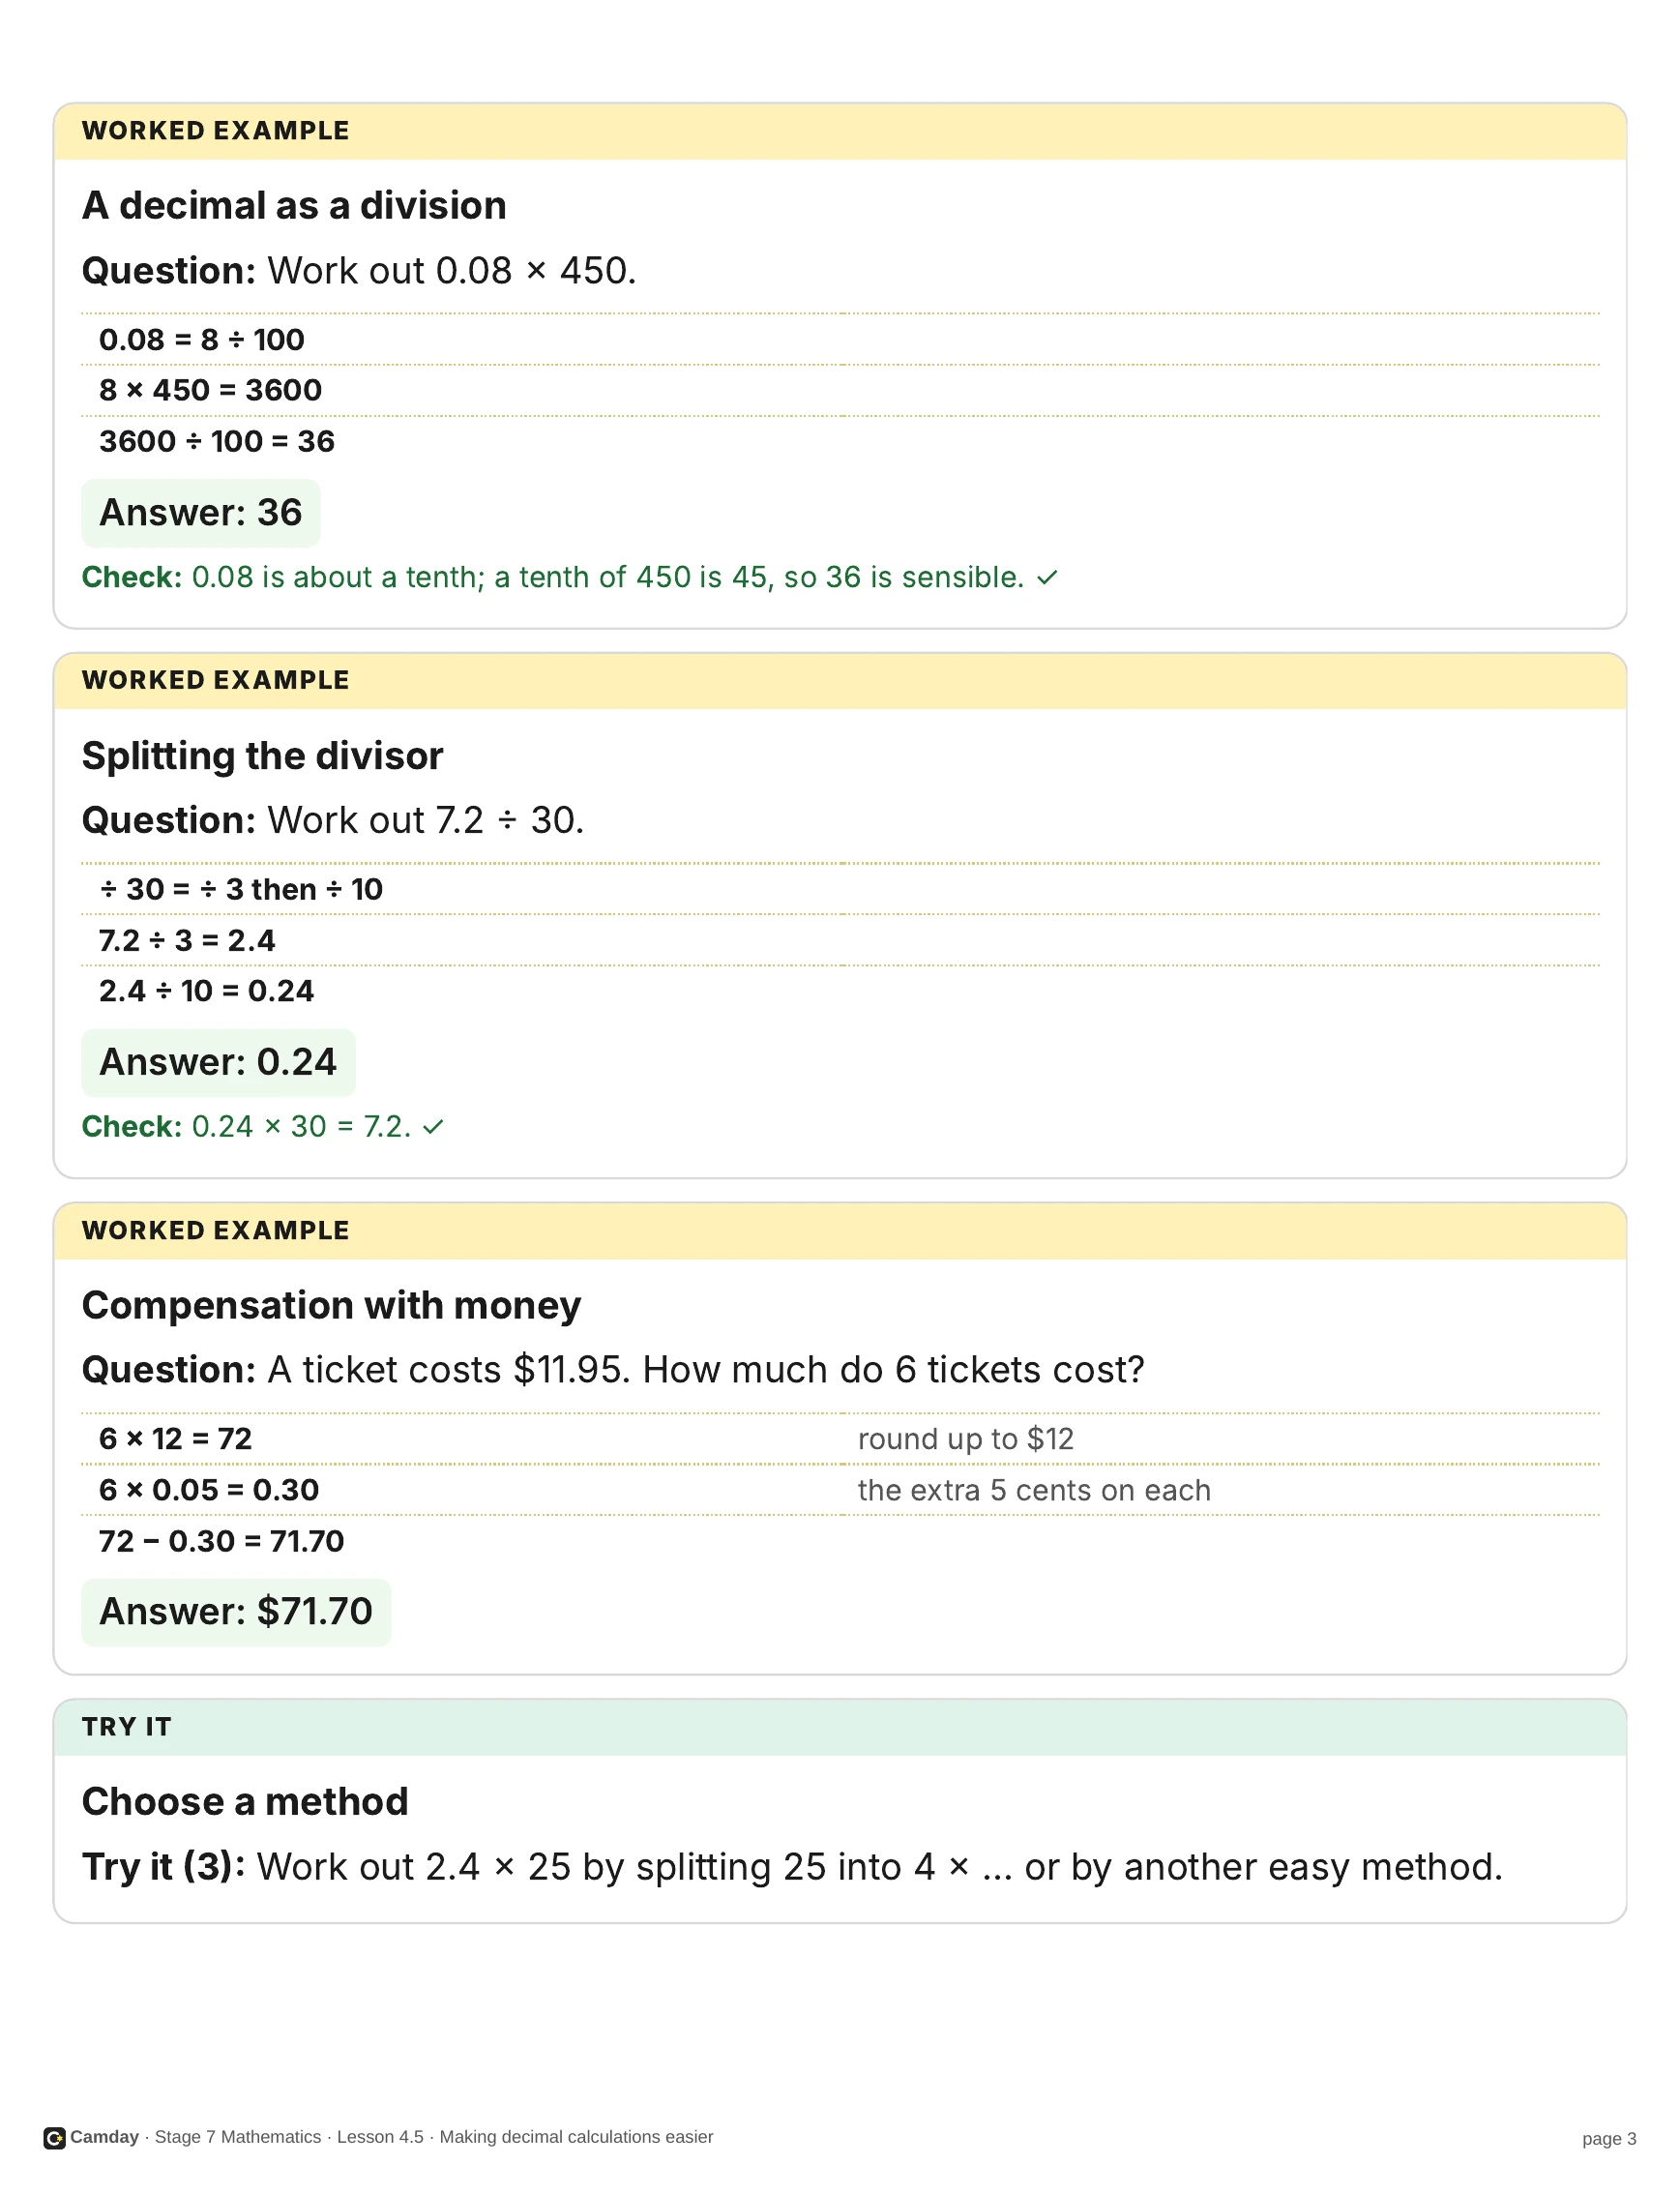 WORKED EXAMPLE
A decimal as a division
Question: Work out 0.08 × 450.
0.08 = 8 ÷ 100
8 × 450 = 3600
3600 ÷ 100 = 36
Answer: 36
Check: 0.08 is about a tenth; a tenth of 450 is 45, so 36 is sensible. ✓
WORKED EXAMPLE
Splitting the divisor
Question: Work out 7.2 ÷ 30.
÷ 30 = ÷ 3 then ÷ 10
7.2 ÷ 3 = 2.4
2.4 ÷ 10 = 0.24
Answer: 0.24
Check: 0.24 × 30 = 7.2. ✓
WORKED EXAMPLE
Compensation with money
Question: A ticket costs $11.95. How much do 6 tickets cost?
6 × 12 = 72 round up to $12
6 × 0.05 = 0.30 the extra 5 cents on each
72 − 0.30 = 71.70
Answer: $71.70
TRY IT
Choose a method
Try it (3): Work out 2.4 × 25 by splitting 25 into 4 × … or by another easy method.
Camday · Stage 7 Mathematics · Lesson 4.5 · Making decimal calculations easier page 3